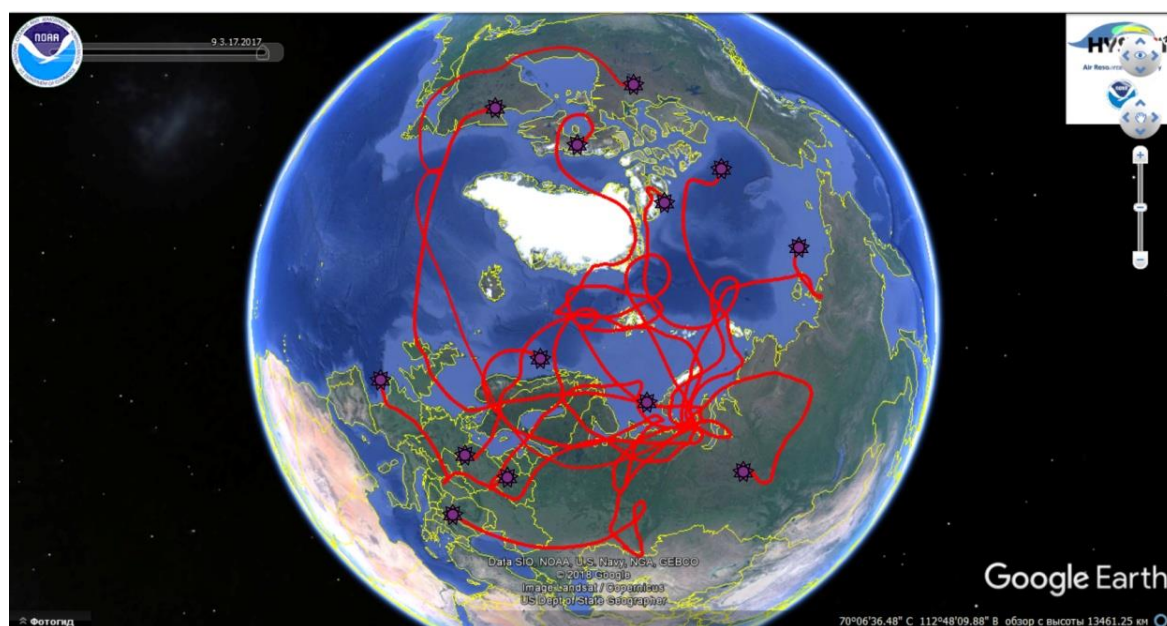 NOAA
9.3.17.2017
HYS
Air Reso
Data SIO, NOAA, U.S. Navy, NGA, GEBCO
© 2018 Google
Image Landsat / Copernicus
US Dept of State Geographer
Google Earth
Фотогид
70°06'36.48" С 112°48'09.88" В обзор с высоты 13461.25 км